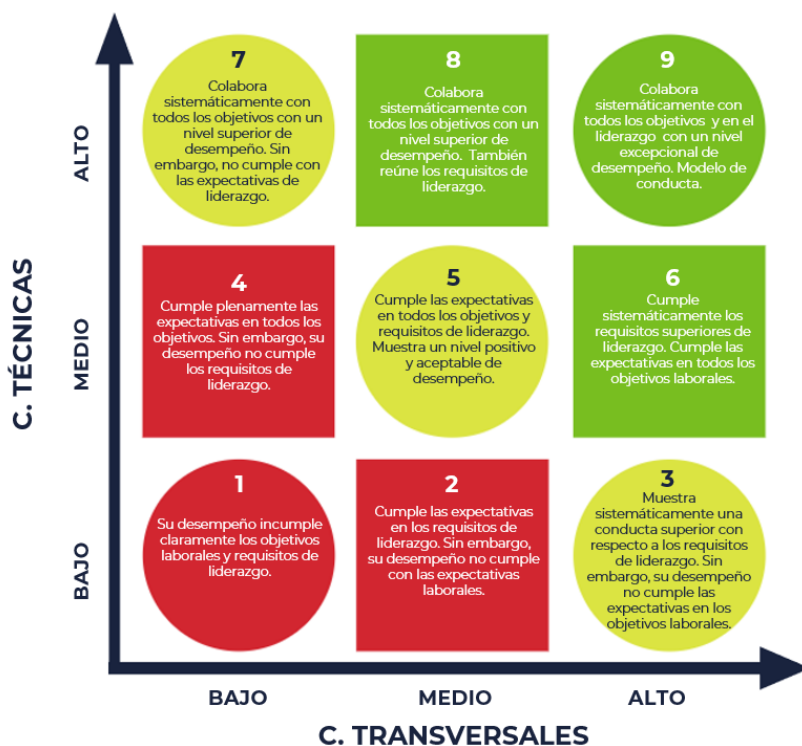 C. TÉCNICAS
ALTO
7
Colabora
sistemáticamente con
todos los objetivos con un
nivel superior de
desempeño. Sin
embargo, no cumple con
las expectativas de
liderazgo.
8
Colabora
sistemáticamente con
todos los objetivos con un
nivel superior de
desempeño. También
reúne los requisitos de
liderazgo.
9
Colabora
sistemáticamente con
todos los objetivos y en el
liderazgo con un nivel
excepcional de
desempeño. Modelo de
conducta.
MEDIO
4
Cumple plenamente las
expectativas en todos los
objetivos. Sin embargo, su
desempeño no cumple
los requisitos de
liderazgo.
5
Cumple las expectativas
en todos los objetivos y
requisitos de liderazgo.
Muestra un nivel positivo
y aceptable de
desempeño.
6
Cumple
sistemáticamente los
requisitos superiores de
liderazgo. Cumple las
expectativas en todos los
objetivos laborales.
BAJO
1
Su desempeño incumple
claramente los objetivos
laborales y requisitos de
liderazgo.
2
Cumple las expectativas
en los requisitos de
liderazgo. Sin embargo,
su desempeño no cumple
con las expectativas
laborales.
3
Muestra
sistemáticamente una
conducta superior con
respecto a los requisitos
de liderazgo. Sin
embargo, su desempeño
no cumple las
expectativas en los
objetivos laborales.
BAJO
MEDIO
ALTO
C. TRANSVERSALES